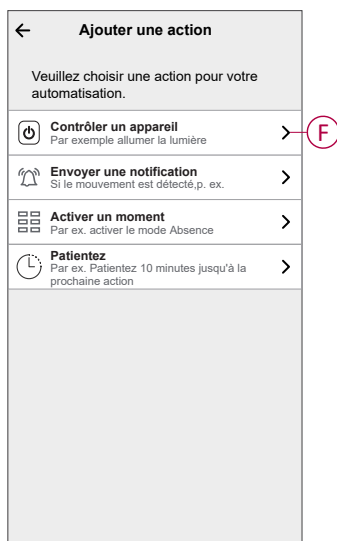 Ajouter une action
Veuillez choisir une action pour votre
automatisation.
Contrôler un appareil
Par exemple allumer la lumière
F
Envoyer une notification
Si le mouvement est détecté,p. ex.
Activer un moment
Par ex. activer le mode Absence
Patientez
Par ex. Patientez 10 minutes jusqu'à la
prochaine action